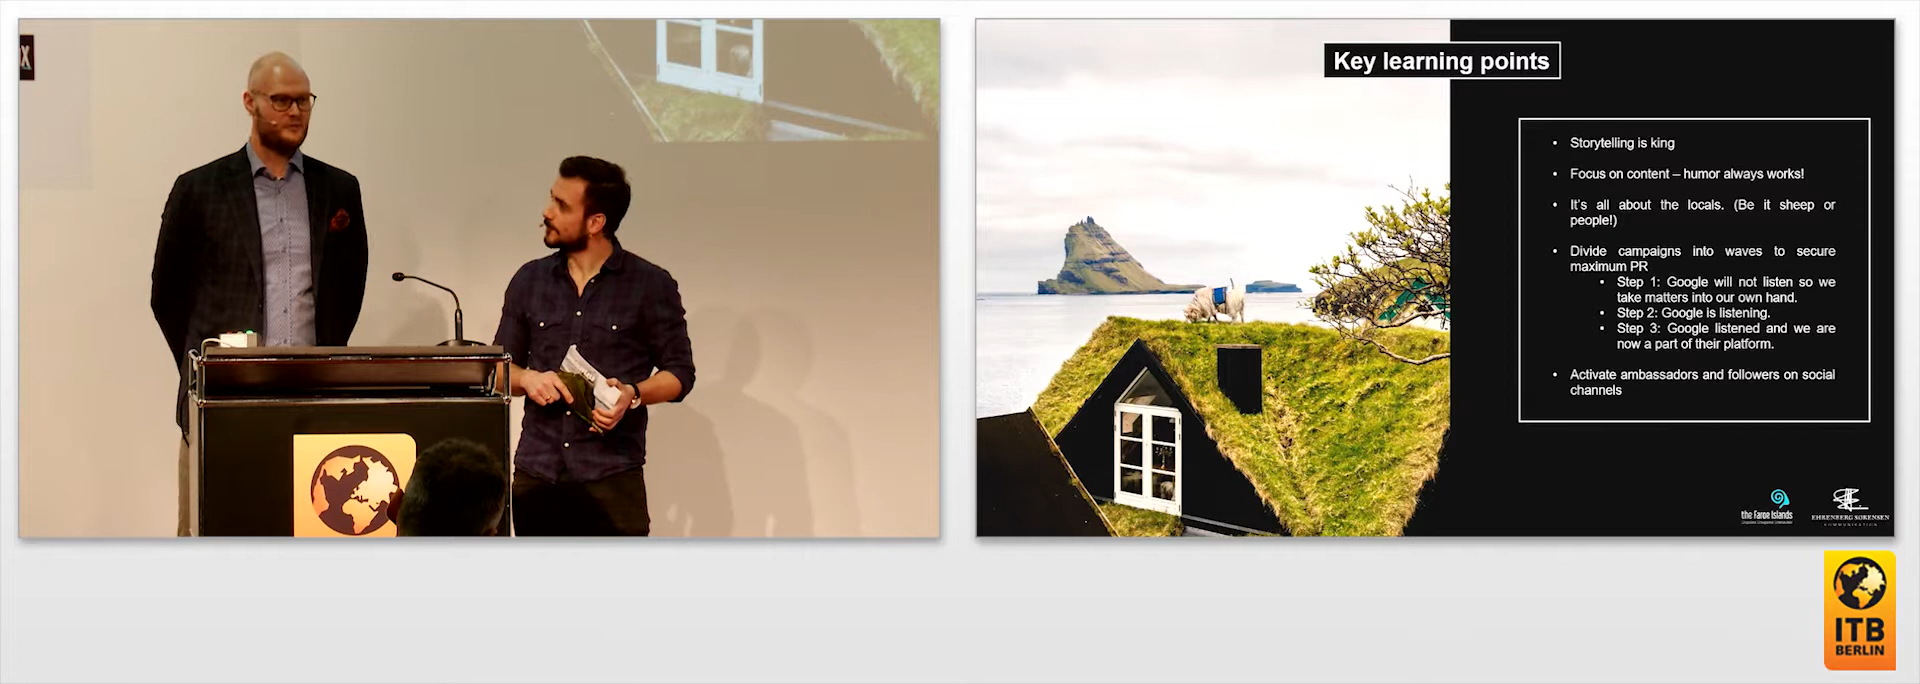 X
Key learning points
• Storytelling is king
• Focus on content – humor always works!
• It's all about the locals. (Be it sheep or
people!)
• Divide campaigns into waves to secure
maximum PR
• Step 1: Google will not listen so we
take matters into our own hand.
• Step 2: Google is listening.
• Step 3: Google listened and we are
now a part of their platform.
• Activate ambassadors and followers on social
channels
the Faroe Islands
EHRENBERG SØRENSEN
KOMMUNIKATION
ITB
BERLIN